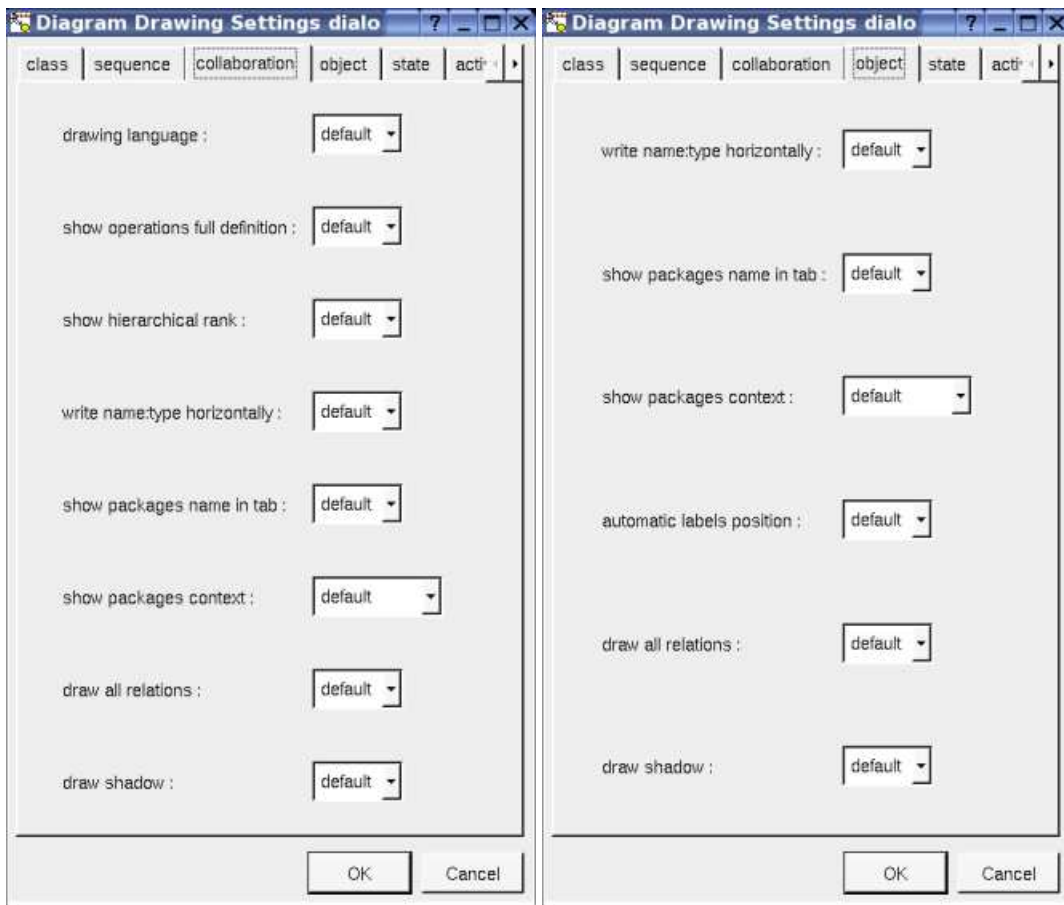 Diagram Drawing Settings dialo ?
class sequence collaboration object state acti
drawing language : default
show operations full definition : default
show hierarchical rank : default
write name:type horizontally : default
show packages name in tab : default
show packages context : default
draw all relations : default
draw shadow : default
OK Cancel
Diagram Drawing Settings dialo ?
class sequence collaboration object state acti
write name:type horizontally : default
show packages name in tab : default
show packages context : default
automatic labels position : default
draw all relations : default
draw shadow : default
OK Cancel